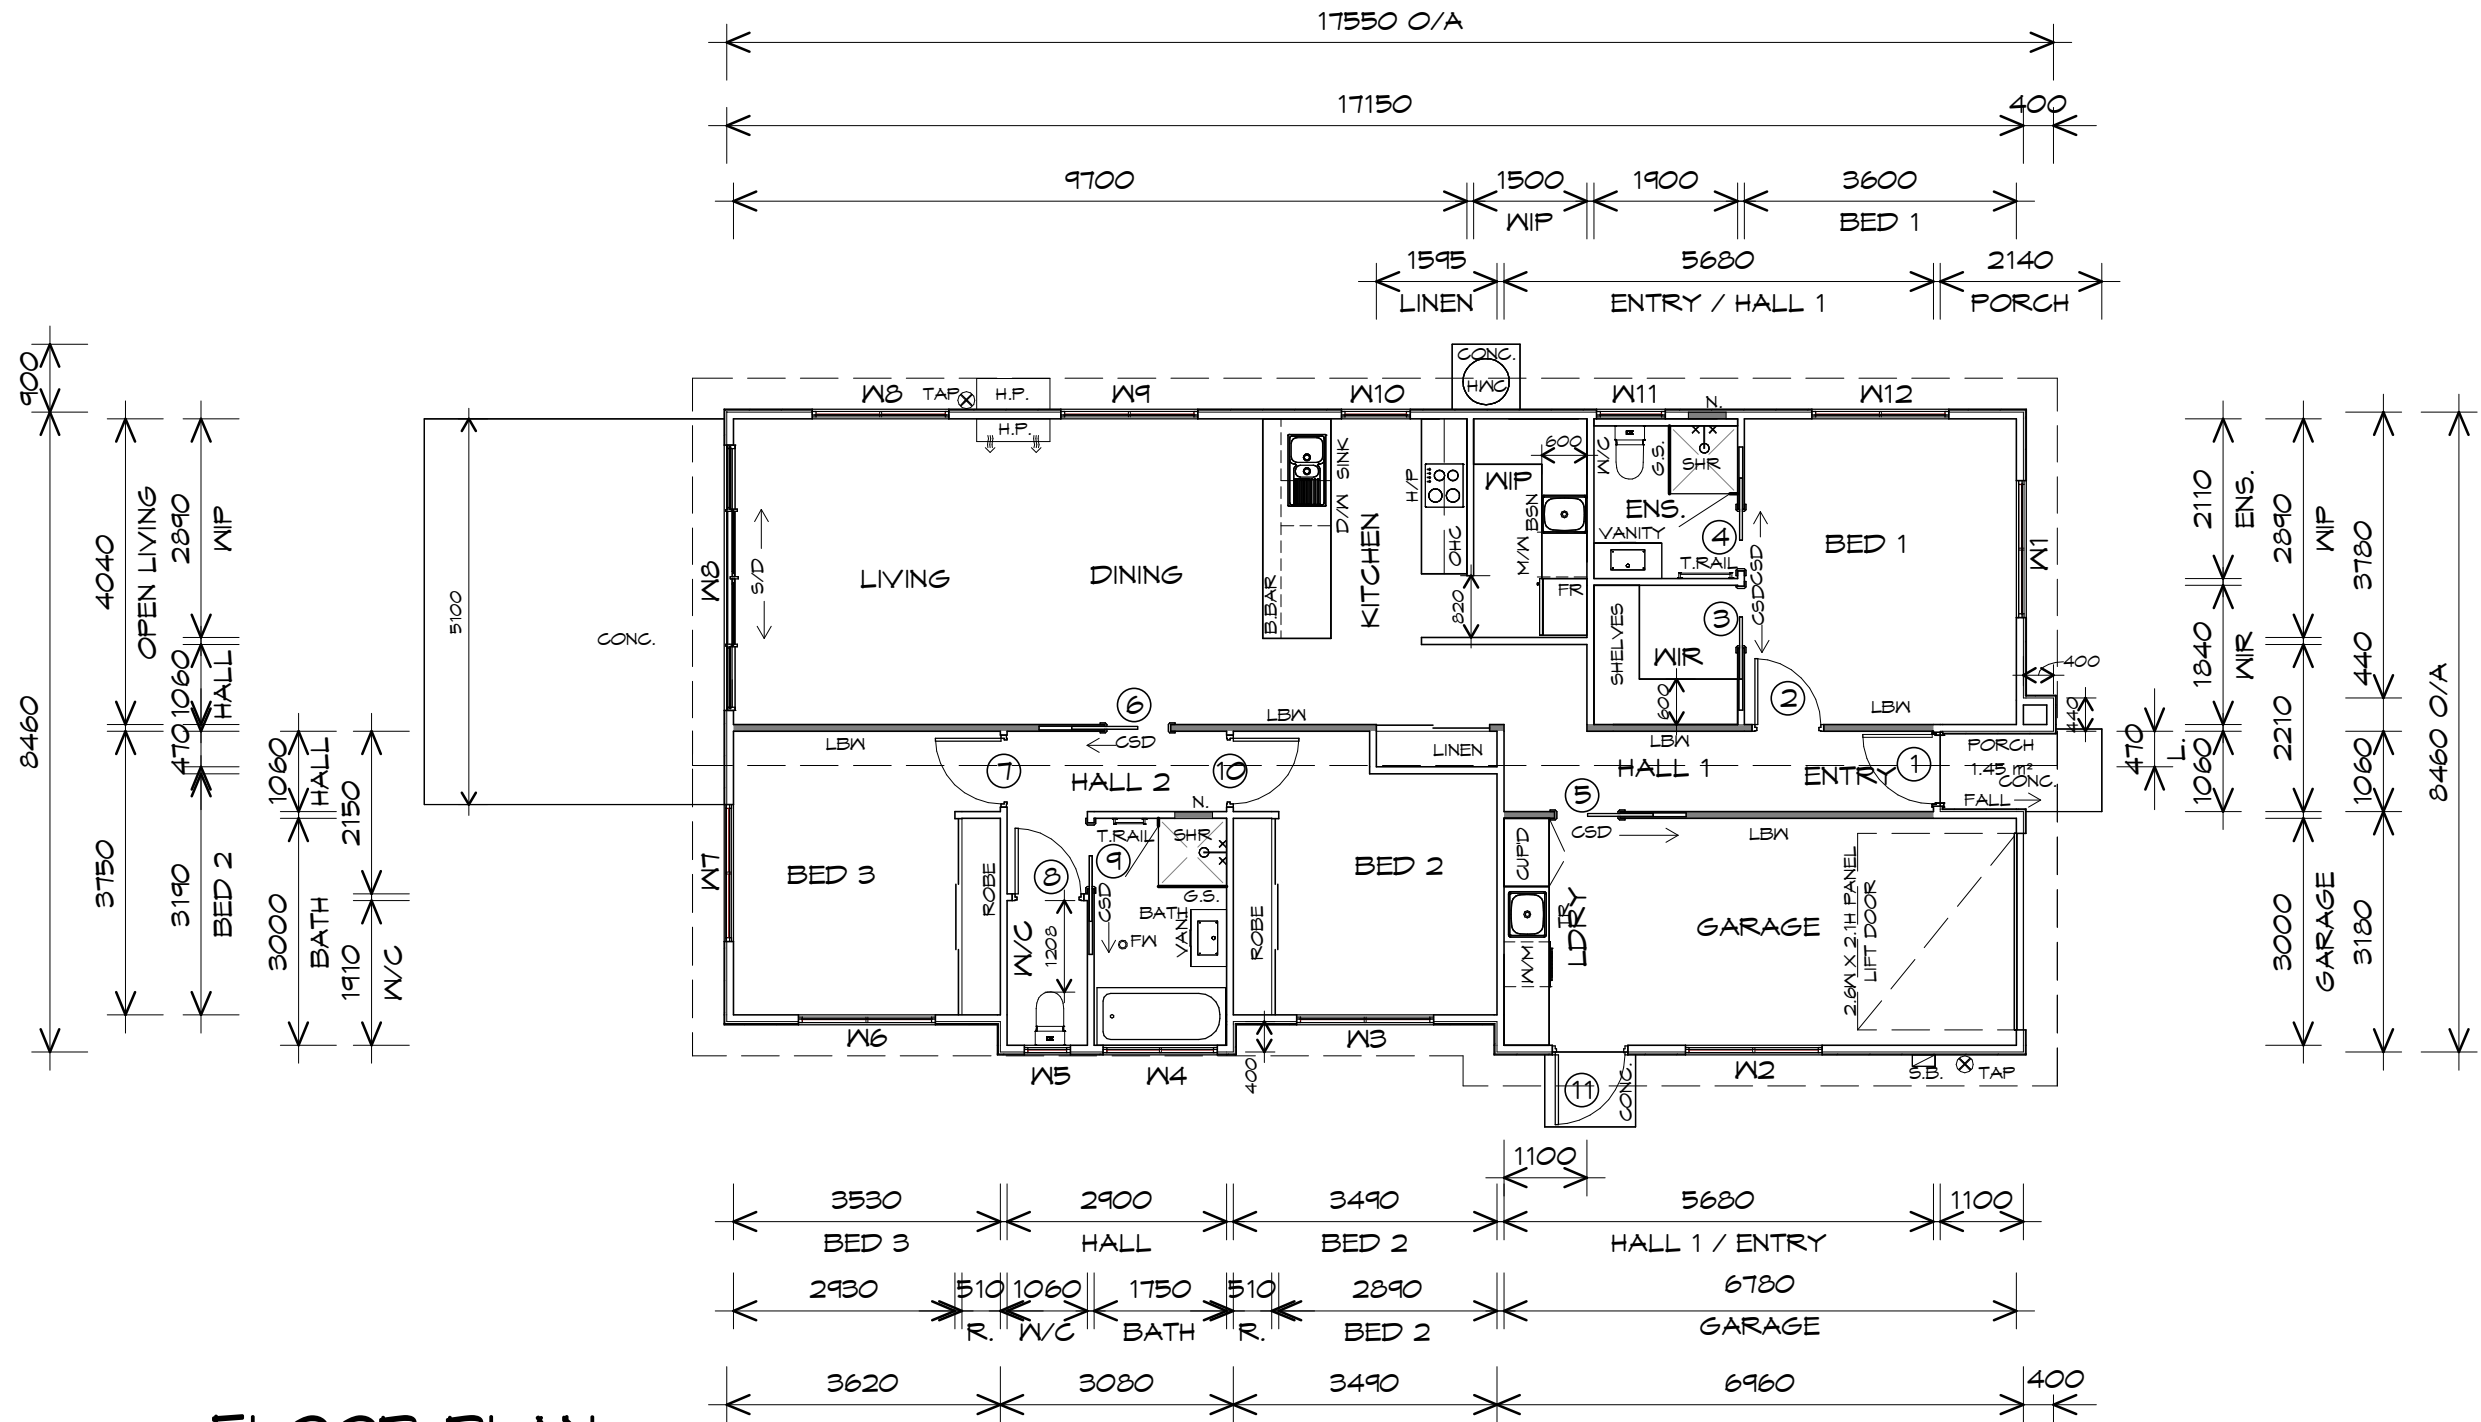 17550 O/A
17150
400
9700
1500
1900
3600
WIP
BED 1
1595
5680
2140
LINEN
ENTRY / HALL 1
PORCH
900
8460
4040
OPEN LIVING
3750
2890
WIP
1060
HALL
470
3190
BED 2
1060
HALL
3000
BATH
2150
1910
W/C
5100
CONC.
W8
TAP
H.P.
H.P.
W9
W10
CONC.
HWC
W11
N.
W12
W8
S/D
LIVING
DINING
B.BAR
SINK
D/W
KITCHEN
H/P
OHC
820
WIP
600
BSN
M/W
FR
W/C
G.S.
SHR
ENS.
VANITY
4
T.RAIL
CSD
CSD
3
SHELVES
WIR
600
BED 1
W1
2
400
440
LBW
6
LBW
LBW
CSD
LINEN
LBW
PORCH
1.45 m²
CONC.
FALL
7
HALL 2
10
HALL 1
ENTRY
1
5
CSD
LBW
N.
T.RAIL
SHR
9
W7
BED 3
ROBE
8
CSD
G.S.
BATH
FW
VAN
W/C
1208
ROBE
BED 2
CUP'D
TR
LDRY
W/M
GARAGE
2.6W X 2.1H PANEL
LIFT DOOR
W6
W5
W4
400
W3
11
CONC.
W2
S.B.
TAP
2110
ENS.
1840
WIR
1060
470
L.
2890
WIP
2210
3000
GARAGE
3780
440
1060
3180
8460 O/A
1100
3530
2900
3490
5680
1100
BED 3
HALL
BED 2
HALL 1 / ENTRY
2930
510
1060
1750
510
2890
6780
R.
W/C
BATH
R.
BED 2
GARAGE
3620
3080
3490
6960
400
FLOOR PLAN